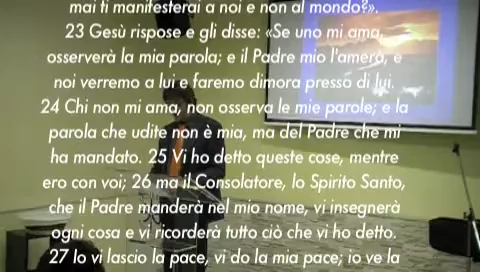 mai ti manifesterai a noi e non al mondo?».
23 Gesù rispose e gli disse: «Se uno mi ama,
osserverà la mia parola; e il Padre mio l'amerà, e
noi verremo a lui e faremo dimora presso di lui.
24 Chi non mi ama, non osserva le mie parole; e la
parola che udite non è mia, ma del Padre che mi
ha mandato. 25 Vi ho detto queste cose, mentre
ero con voi; 26 ma il Consolatore, lo Spirito Santo,
che il Padre manderà nel mio nome, vi insegnerà
ogni cosa e vi ricorderà tutto ciò che vi ho detto.
27 Io vi lascio la pace, vi do la mia pace; io ve la